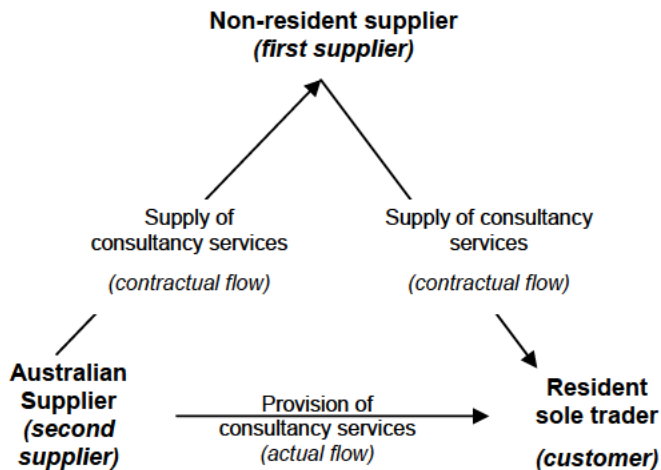 Non-resident supplier
(first supplier)
Supply of
consultancy services
(contractual flow)
Supply of consultancy
services
(contractual flow)
Australian
Supplier
(second
supplier)
Provision of
consultancy services
(actual flow)
Resident
sole trader
(customer)